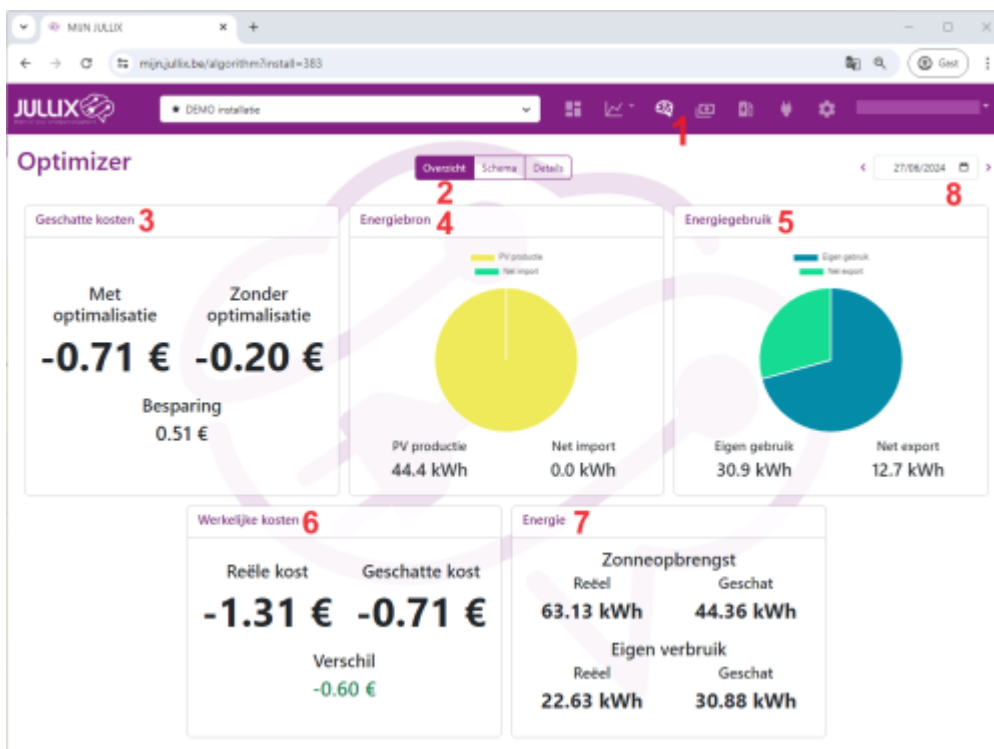 MIJN JULLIX
mijn.jullix.be/algorithm?install=383
Gast
JULLIX
★ DEMO installatie
1
Optimizer
Overzicht Schema Details
27/06/2024
2
8
Geschatte kosten 3
Energiebron 4
Energiegebruik 5
PV productie
Net import
Eigen gebruik
Net export
Met optimalisatie
Zonder optimalisatie
-0.71 € -0.20 €
Besparing
0.51 €
PV productie Net import
44.4 kWh 0.0 kWh
Eigen gebruik Net export
30.9 kWh 12.7 kWh
Werkelijke kosten 6
Energie 7
Reële kost Geschatte kost
-1.31 € -0.71 €
Verschil
-0.60 €
Zonneopbrengst
Reëel Geschat
63.13 kWh 44.36 kWh
Eigen verbruik
Reëel Geschat
22.63 kWh 30.88 kWh